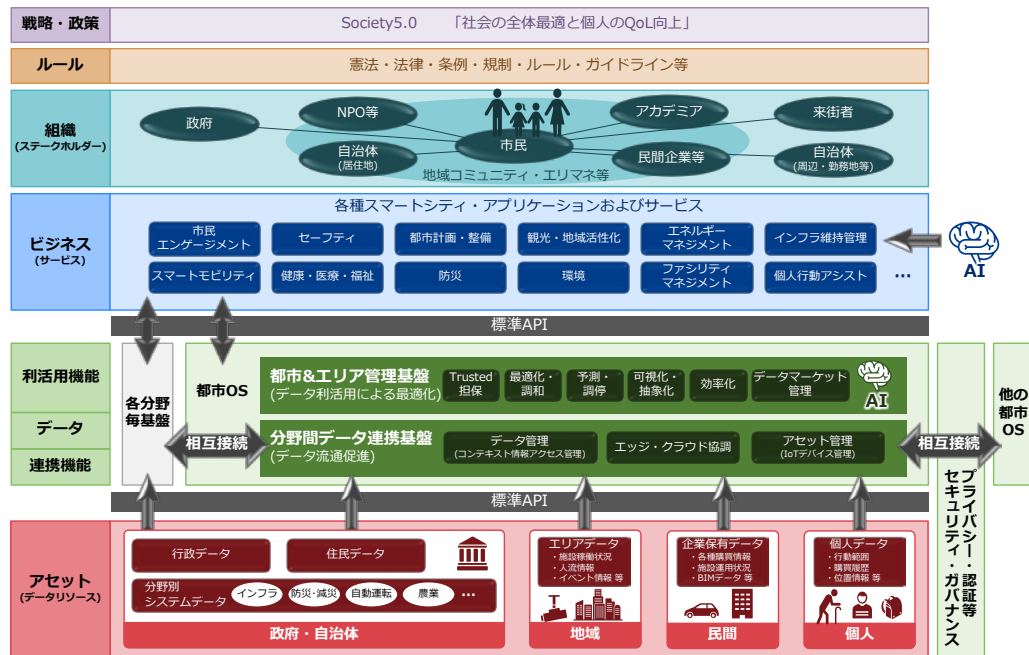 戦略・政策
Society5.0 「社会の全体最適と個人のQoL向上」
ルール
憲法・法律・条例・規制・ルール・ガイドライン等
組織
(ステークホルダー)
政府
NPO等
アカデミア
来街者
市民
自治体
(居住地)
民間企業等
自治体
(周辺・勤務地等)
地域コミュニティ・エリマネ等
ビジネス
(サービス)
各種スマートシティ・アプリケーションおよびサービス
市民
エンゲージメント
セーフティ
都市計画・整備
観光・地域活性化
エネルギー
マネジメント
インフラ維持管理
スマートモビリティ
健康・医療・福祉
防災
環境
ファシリティ
マネジメント
個人行動アシスト
…
AI
標準API
利活用機能
データ
連携機能
各分野
毎基盤
都市OS
都市&エリア管理基盤
(データ利活用による最適化)
Trusted
担保
最適化・
調和
予測・
調停
可視化・
抽象化
効率化
データマーケット
管理
AI
相互接続
分野間データ連携基盤
(データ流通促進)
データ管理
(コンテキスト情報アクセス管理)
エッジ・クラウド協調
アセット管理
(IoTデバイス管理)
相互接続
他の
都市
OS
プライバシー・認証等
セキュリティ・ガバナンス
標準API
アセット
(データリソース)
行政データ
住民データ
分野別
システムデータ
インフラ
防災・減災
自動運転
農業
…
政府・自治体
エリアデータ
・施設稼働状況
・人流情報
・イベント情報 等
地域
企業保有データ
・各種購買情報
・施設運用状況
・BIMデータ 等
民間
個人データ
・行動範囲
・購買履歴
・位置情報 等
個人